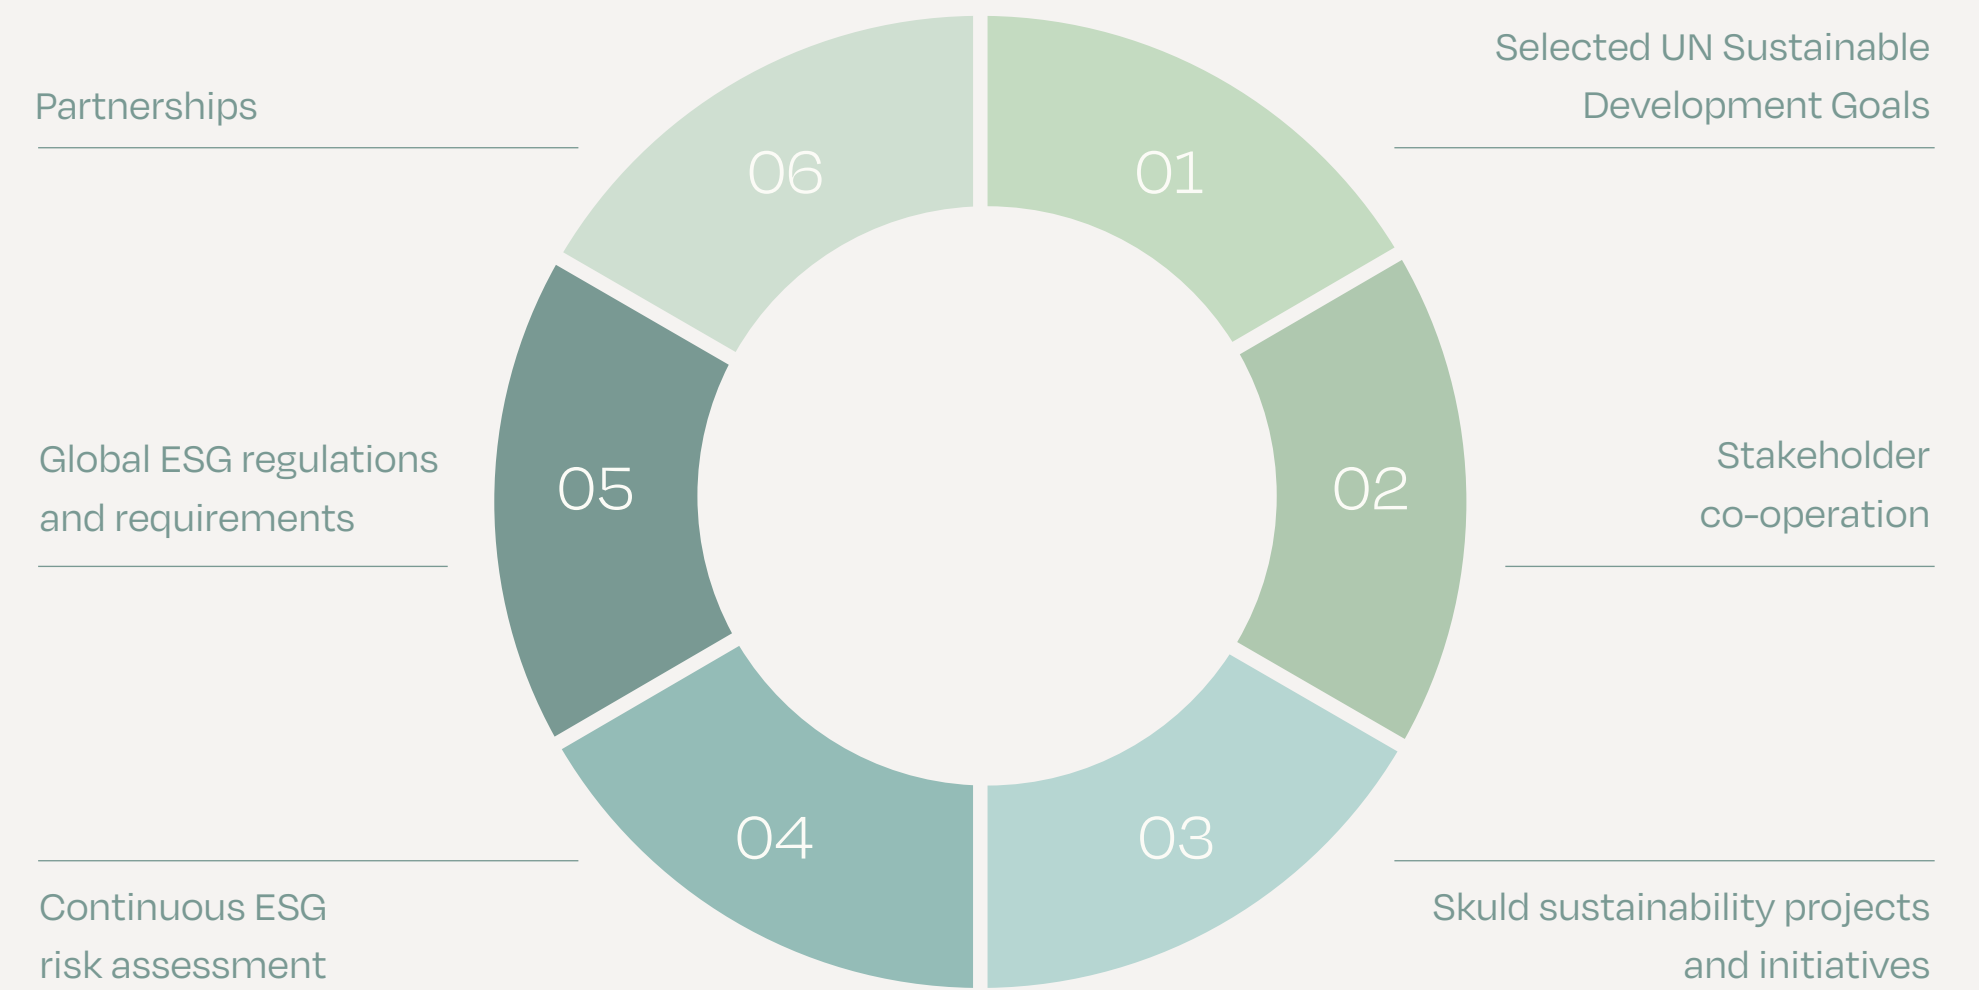 Partnerships
Selected UN Sustainable
Development Goals
06
01
Global ESG regulations
and requirements
05
02
Stakeholder
co-operation
04
03
Continuous ESG
risk assessment
Skuld sustainability projects
and initiatives